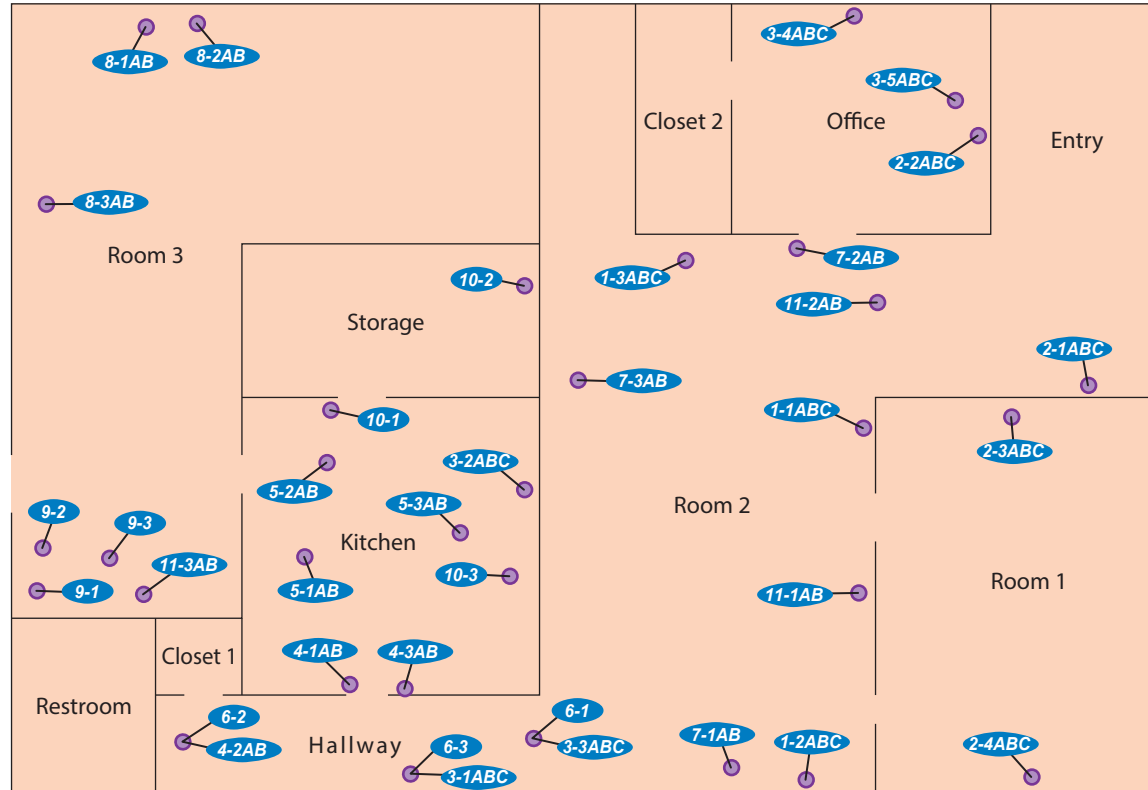 3-4ABC
8-1AB
8-2AB
3-5ABC
Closet 2
Office
Entry
2-2ABC
8-3AB
Room 3
7-2AB
1-3ABC
10-2
11-2AB
Storage
2-1ABC
7-3AB
1-1ABC
10-1
2-3ABC
3-2ABC
5-2AB
5-3AB
Room 2
9-2
9-3
Kitchen
11-3AB
10-3
Room 1
9-1
5-1AB
11-1AB
4-1AB
4-3AB
Closet 1
Restroom
6-2
6-1
7-1AB
1-2ABC
2-4ABC
Hallway
4-2AB
6-3
3-3ABC
3-1ABC